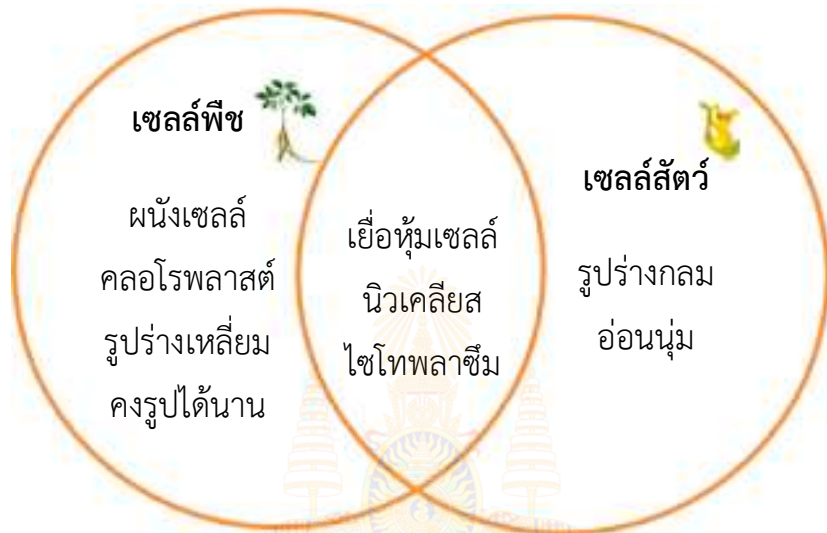 เซลล์พืช
ผนังเซลล์
คลอโรพลาสต์
รูปร่างเหลี่ยม
คงรูปได้นาน
เยื่อหุ้มเซลล์
นิวเคลียส
ไซโทพลาซึม
เซลล์สัตว์
รูปร่างกลม
อ่อนนุ่ม